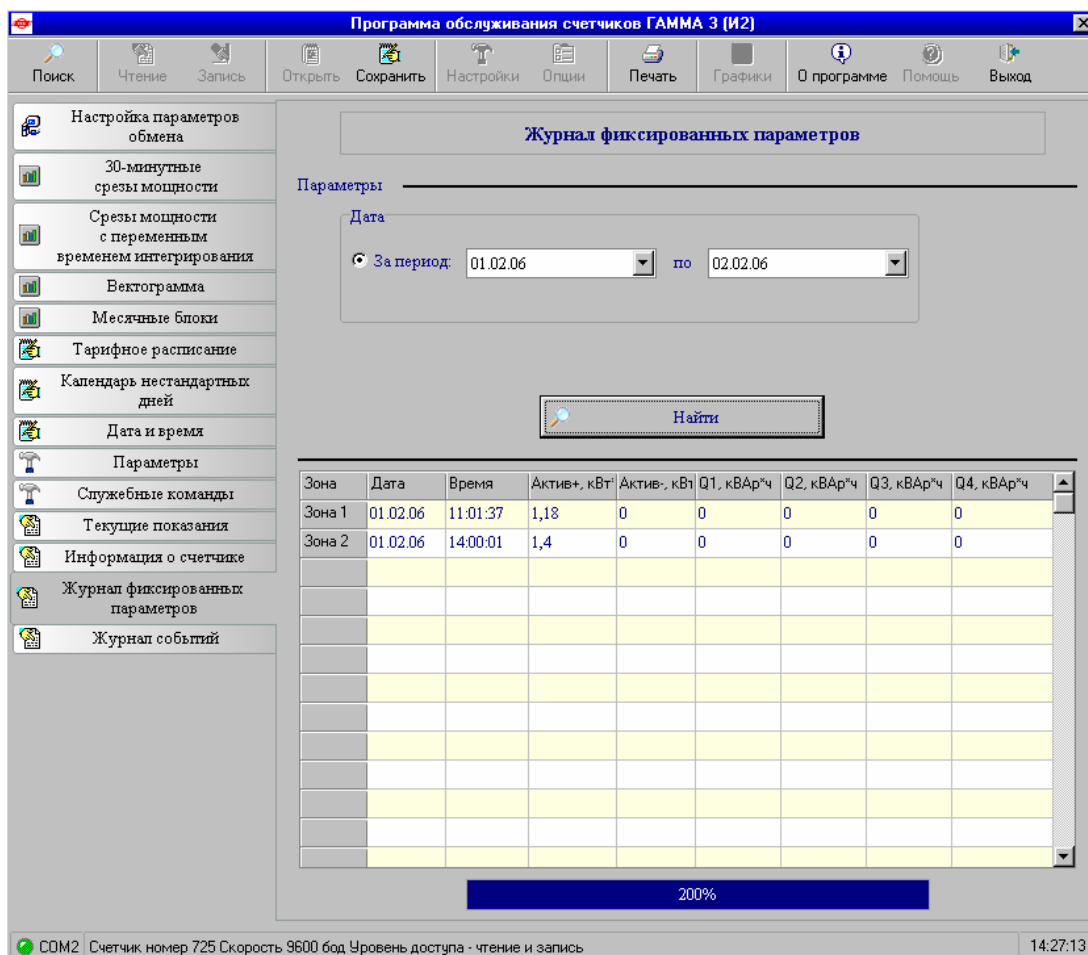 Программа обслуживания счетчиков ГАММА 3 (И2)
Поиск Чтение Запись Открыть Сохранить Настройки Опции Печать Графики О программе Помощь Выход
Настройка параметров
обмена
30-минутные
срезы мощности
Срезы мощности
с переменным
временем интегрирования
Вектограмма
Месячные блоки
Тарифное расписание
Календарь нестандартных
дней
Дата и время
Параметры
Служебные команды
Текущие показания
Информация о счетчике
Журнал фиксированных
параметров
Журнал событий
Журнал фиксированных параметров
Параметры
Дата
За период: 01.02.06 по 02.02.06
Найти
Зона Дата Время Актив+, кВт* Актив-, кВт Q1, кВАр*ч Q2, кВАр*ч Q3, кВАр*ч Q4, кВАр*ч
Зона 1 01.02.06 11:01:37 1,18 0 0 0 0 0
Зона 2 01.02.06 14:00:01 1,4 0 0 0 0 0
200%
COM2 Счетчик номер 725 Скорость 9600 бод Уровень доступа - чтение и запись 14:27:13